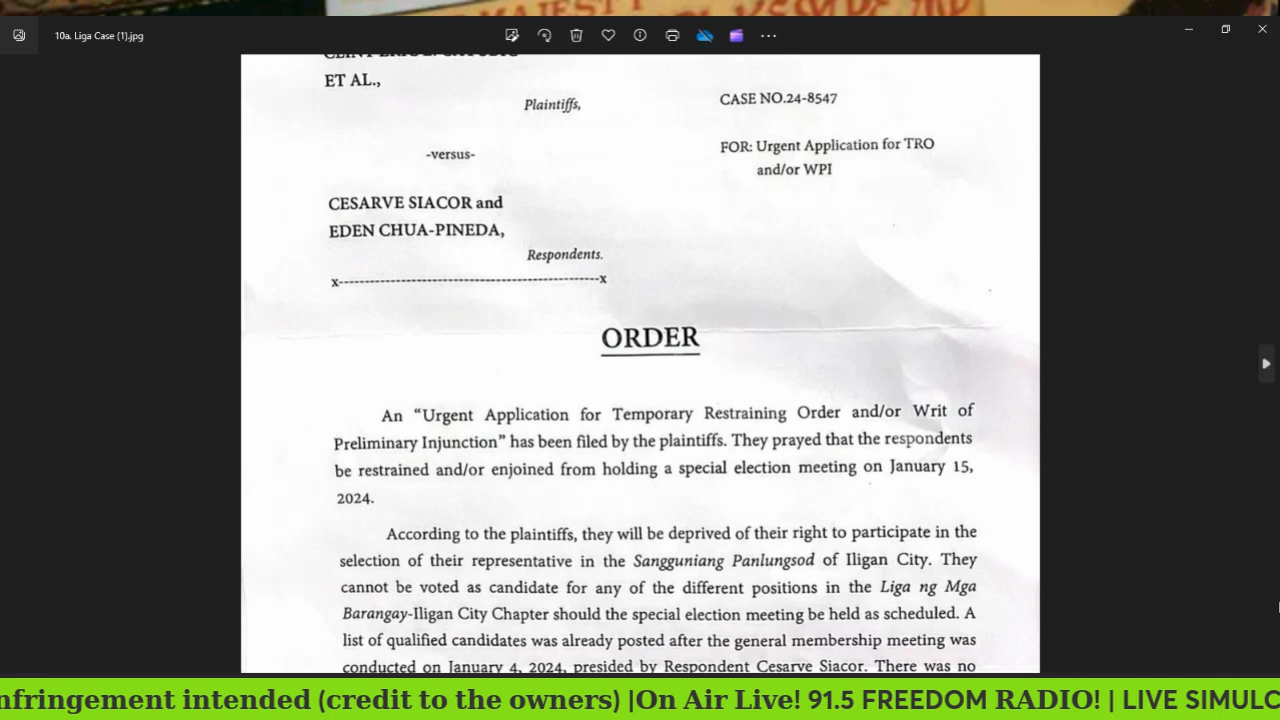 10a. Liga Case (1).jpg
ET AL.,
Plaintiffs,
CASE NO.24-8547
-versus-
FOR: Urgent Application for TRO
and/or WPI
CESARVE SIACOR and
EDEN CHUA-PINEDA,
Respondents.
x-----------------------------------------------x
ORDER
An “Urgent Application for Temporary Restraining Order and/or Writ of
Preliminary Injunction” has been filed by the plaintiffs. They prayed that the respondents
be restrained and/or enjoined from holding a special election meeting on January 15,
2024.
According to the plaintiffs, they will be deprived of their right to participate in the
selection of their representative in the Sangguniang Panlungsod of Iligan City. They
cannot be voted as candidate for any of the different positions in the Liga ng Mga
Barangay-Iligan City Chapter should the special election meeting be held as scheduled. A
list of qualified candidates was already posted after the general membership meeting was
conducted on January 4, 2024, presided by Respondent Cesarve Siacor. There was no
nfringement intended (credit to the owners) |On Air Live! 91.5 FREEDOM RADIO! | LIVE SIMULC